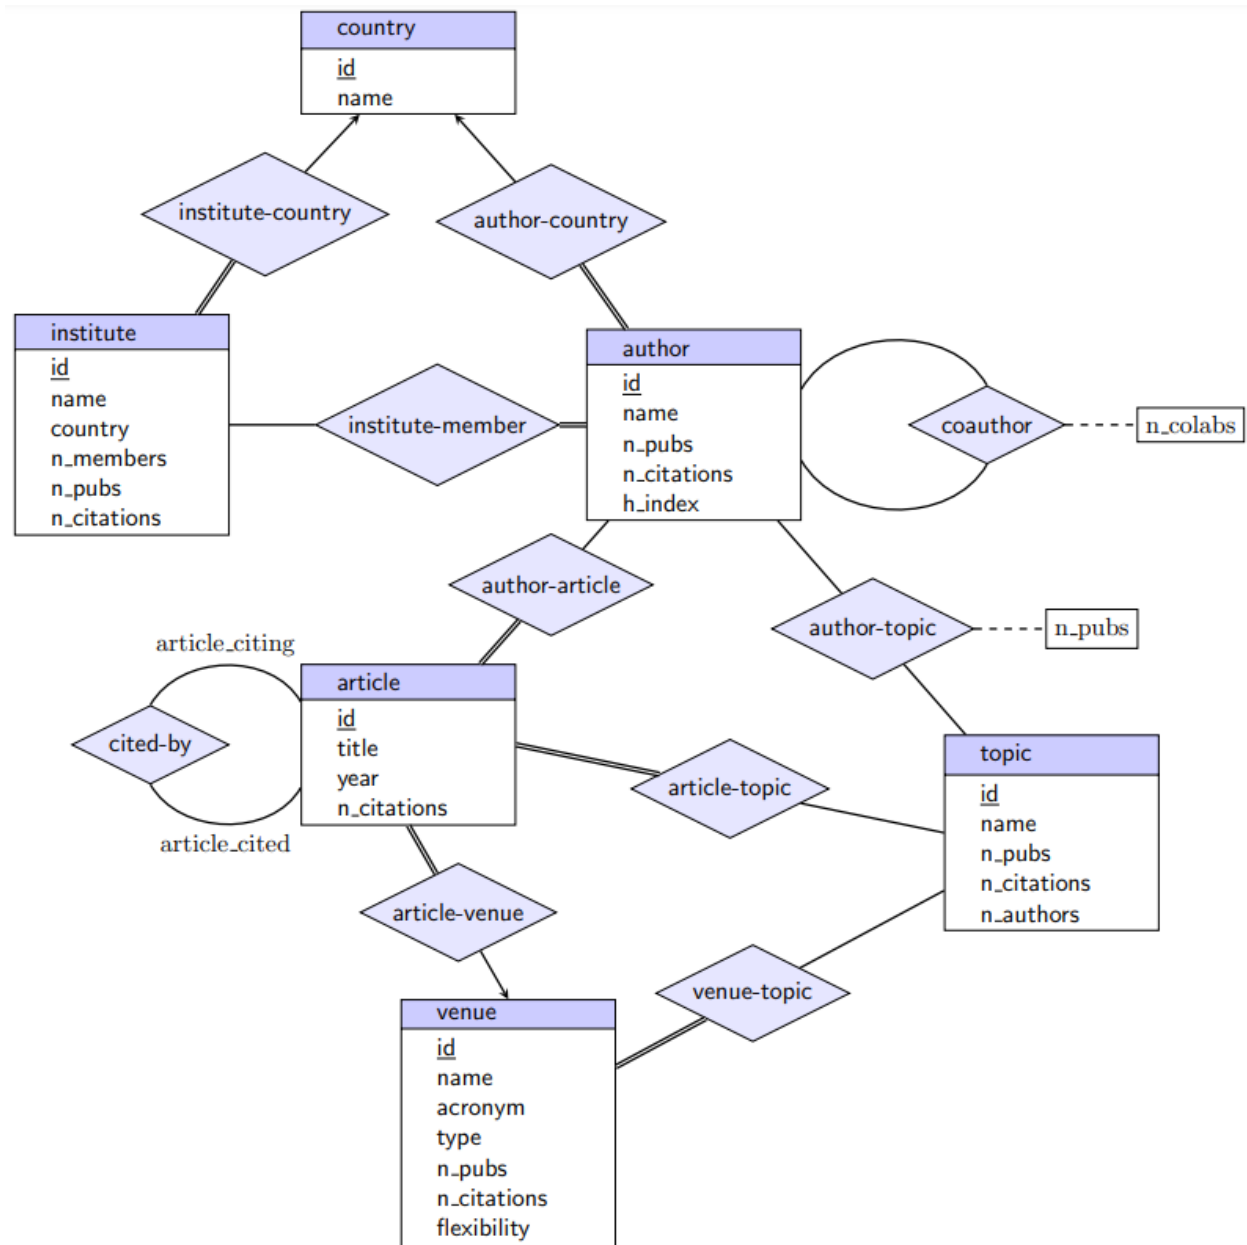 country
id
name
institute-country
author-country
institute
id
name
country
n_members
n_pubs
n_citations
institute-member
author
id
name
n_pubs
n_citations
h_index
coauthor
n_colabs
author-article
author-topic
n_pubs
article_citing
cited-by
article_cited
article
id
title
year
n_citations
article-topic
topic
id
name
n_pubs
n_citations
n_authors
article-venue
venue-topic
venue
id
name
acronym
type
n_pubs
n_citations
flexibility